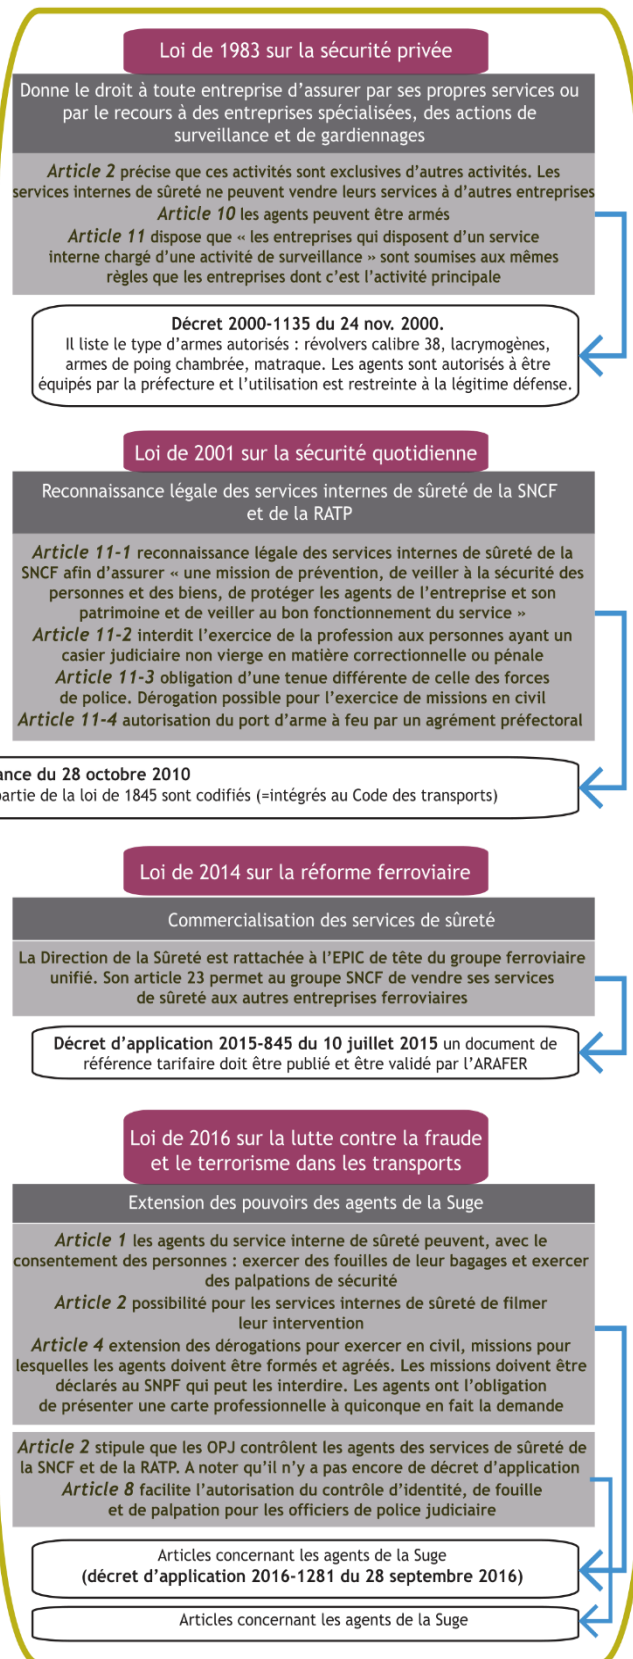 Loi de 1983 sur la sécurité privée
Donne le droit à toute entreprise d'assurer par ses propres services ou
par le recours à des entreprises spécialisées, des actions de
surveillance et de gardiennages
Article 2 précise que ces activités sont exclusives d'autres activités. Les
services internes de sûreté ne peuvent vendre leurs services à d'autres entreprises
Article 10 les agents peuvent être armés
Article 11 dispose que « les entreprises qui disposent d'un service
interne chargé d'une activité de surveillance » sont soumises aux mêmes
règles que les entreprises dont c'est l'activité principale
Décret 2000-1135 du 24 nov. 2000.
Il liste le type d'armes autorisés : révolvers calibre 38, lacrymogènes,
armes de poing chambrée, matraque. Les agents sont autorisés à être
équipés par la préfecture et l'utilisation est restreinte à la légitime défense.
Loi de 2001 sur la sécurité quotidienne
Reconnaissance légale des services internes de sûreté de la SNCF
et de la RATP
Article 11-1 reconnaissance légale des services internes de sûreté de la
SNCF afin d'assurer « une mission de prévention, de veiller à la sécurité des
personnes et des biens, de protéger les agents de l'entreprise et son
patrimoine et de veiller au bon fonctionnement du service »
Article 11-2 interdit l'exercice de la profession aux personnes ayant un
casier judiciaire non vierge en matière correctionnelle ou pénale
Article 11-3 obligation d'une tenue différente de celle des forces
de police. Dérogation possible pour l'exercice de missions en civil
Article 11-4 autorisation du port d'arme à feu par un agrément préfectoral
ance du 28 octobre 2010
partie de la loi de 1845 sont codifiés (=intégrés au Code des transports)
Loi de 2014 sur la réforme ferroviaire
Commercialisation des services de sûreté
La Direction de la Sûreté est rattachée à l'EPIC de tête du groupe ferroviaire
unifié. Son article 23 permet au groupe SNCF de vendre ses services
de sûreté aux autres entreprises ferroviaires
Décret d'application 2015-845 du 10 juillet 2015 un document de
référence tarifaire doit être publié et être validé par l'ARAFER
Loi de 2016 sur la lutte contre la fraude
et le terrorisme dans les transports
Extension des pouvoirs des agents de la Suge
Article 1 les agents du service interne de sûreté peuvent, avec le
consentement des personnes : exercer des fouilles de leur bagages et exercer
des palpations de sécurité
Article 2 possibilité pour les services internes de sûreté de filmer
leur intervention
Article 4 extension des dérogations pour exercer en civil, missions pour
lesquelles les agents doivent être formés et agréés. Les missions doivent être
déclarés au SNPF qui peut les interdire. Les agents ont l'obligation
de présenter une carte professionnelle à quiconque en fait la demande
Article 2 stipule que les OPJ contrôlent les agents des services de sûreté de
la SNCF et de la RATP. A noter qu'il n'y a pas encore de décret d'application
Article 8 facilite l'autorisation du contrôle d'identité, de fouille
et de palpation pour les officiers de police judiciaire
Articles concernant les agents de la Suge
(décret d'application 2016-1281 du 28 septembre 2016)
Articles concernant les agents de la Suge